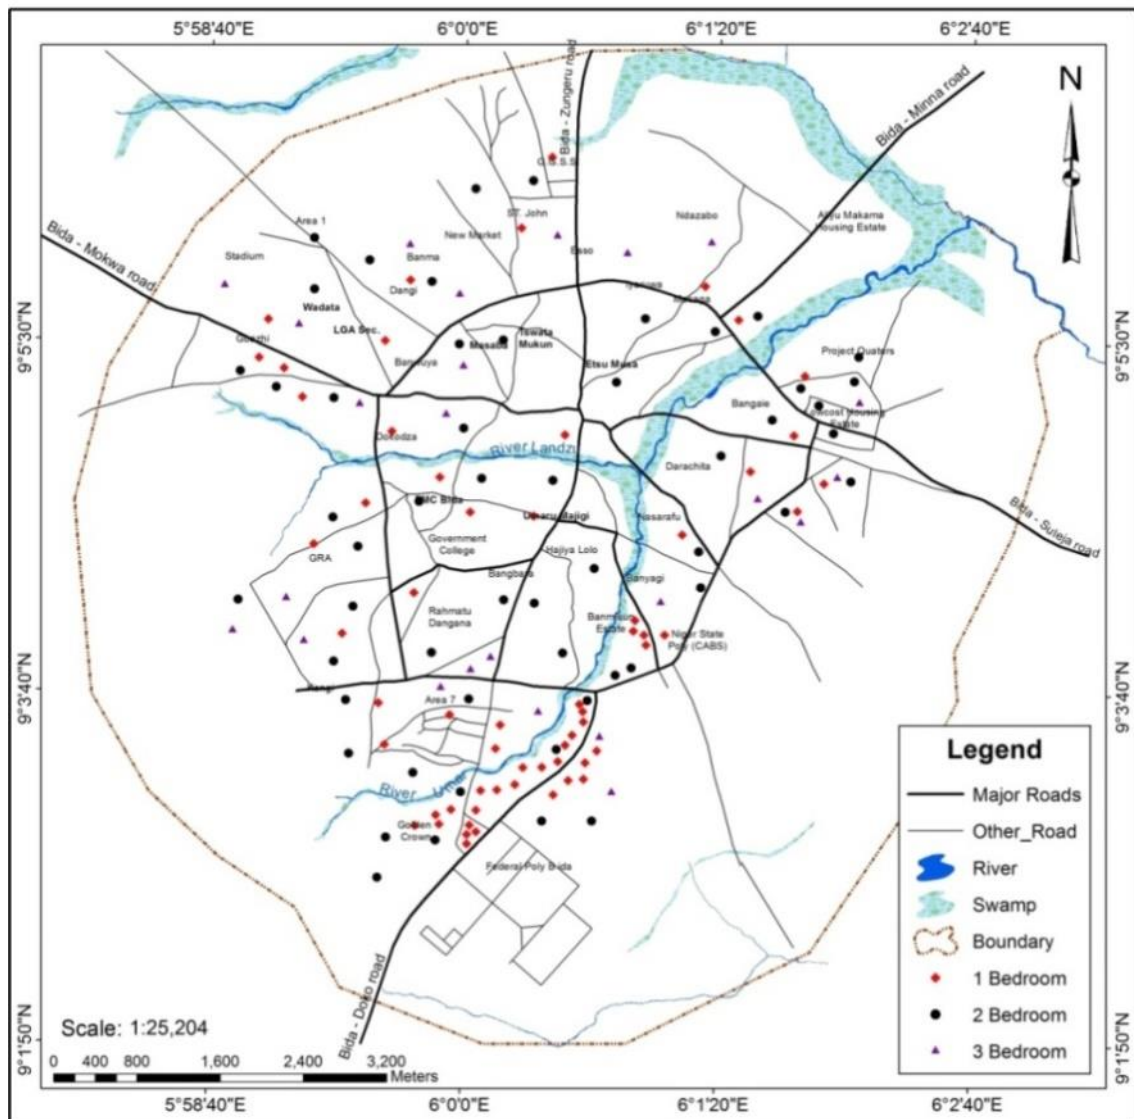 5°58'40"E
6°0'0"E
6°1'20"E
6°2'40"E
N
Bida - Zungeru road
Bida - Minna road
G.S.S.S
ST. John
Ndazabo
Aliyu Makama
Housing Estate
Area 1
New Market
Esso
Stadium
Banma
Bida - Mokwa road
Dangi
Wadata
LGA Sec.
Masaba
Tswata
Mukun
Etsu Musa
Project Quaters
9°5'30"N
9°5'30"N
Bangaie
Lowcost Housing
Estate
Dokodza
River Landzu
Darachita
FMC Bida
Umaru Majigi
Nasarafu
Bida - Suleja road
Government
College
Hajiya Lolo
GRA
Bangbara
Banyagi
Rahmatu
Dangana
Estate
Niger State
Poly (CABS)
9°3'40"N
9°3'40"N
Area 7
River
Golden
Crown
Federal Poly Bida
Bida - Doko road
Legend
Major Roads
Other_Road
River
Swamp
Boundary
1 Bedroom
2 Bedroom
3 Bedroom
Scale: 1:25,204
0 400 800 1,600 2,400 3,200
Meters
9°1'50"N
9°1'50"N
5°58'40"E
6°0'0"E
6°1'20"E
6°2'40"E